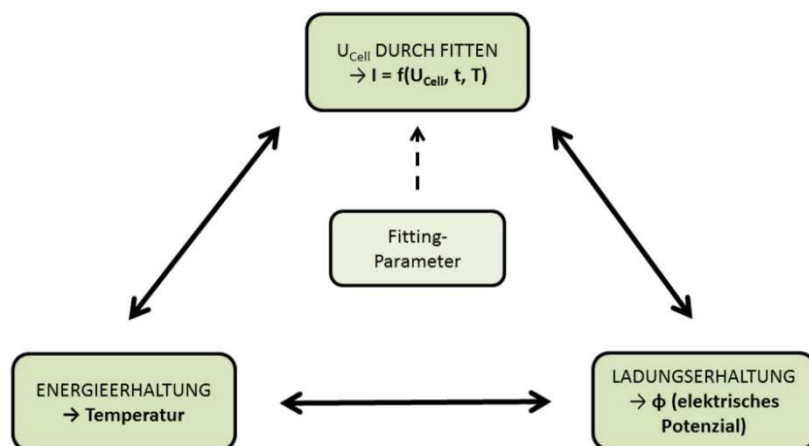 U_Cell DURCH FITTEN
→ I = f(U_Cell, t, T)
Fitting-
Parameter
ENERGIEERHALTUNG
→ Temperatur
LADUNGSERHALTUNG
→ ϕ (elektrisches
Potenzial)